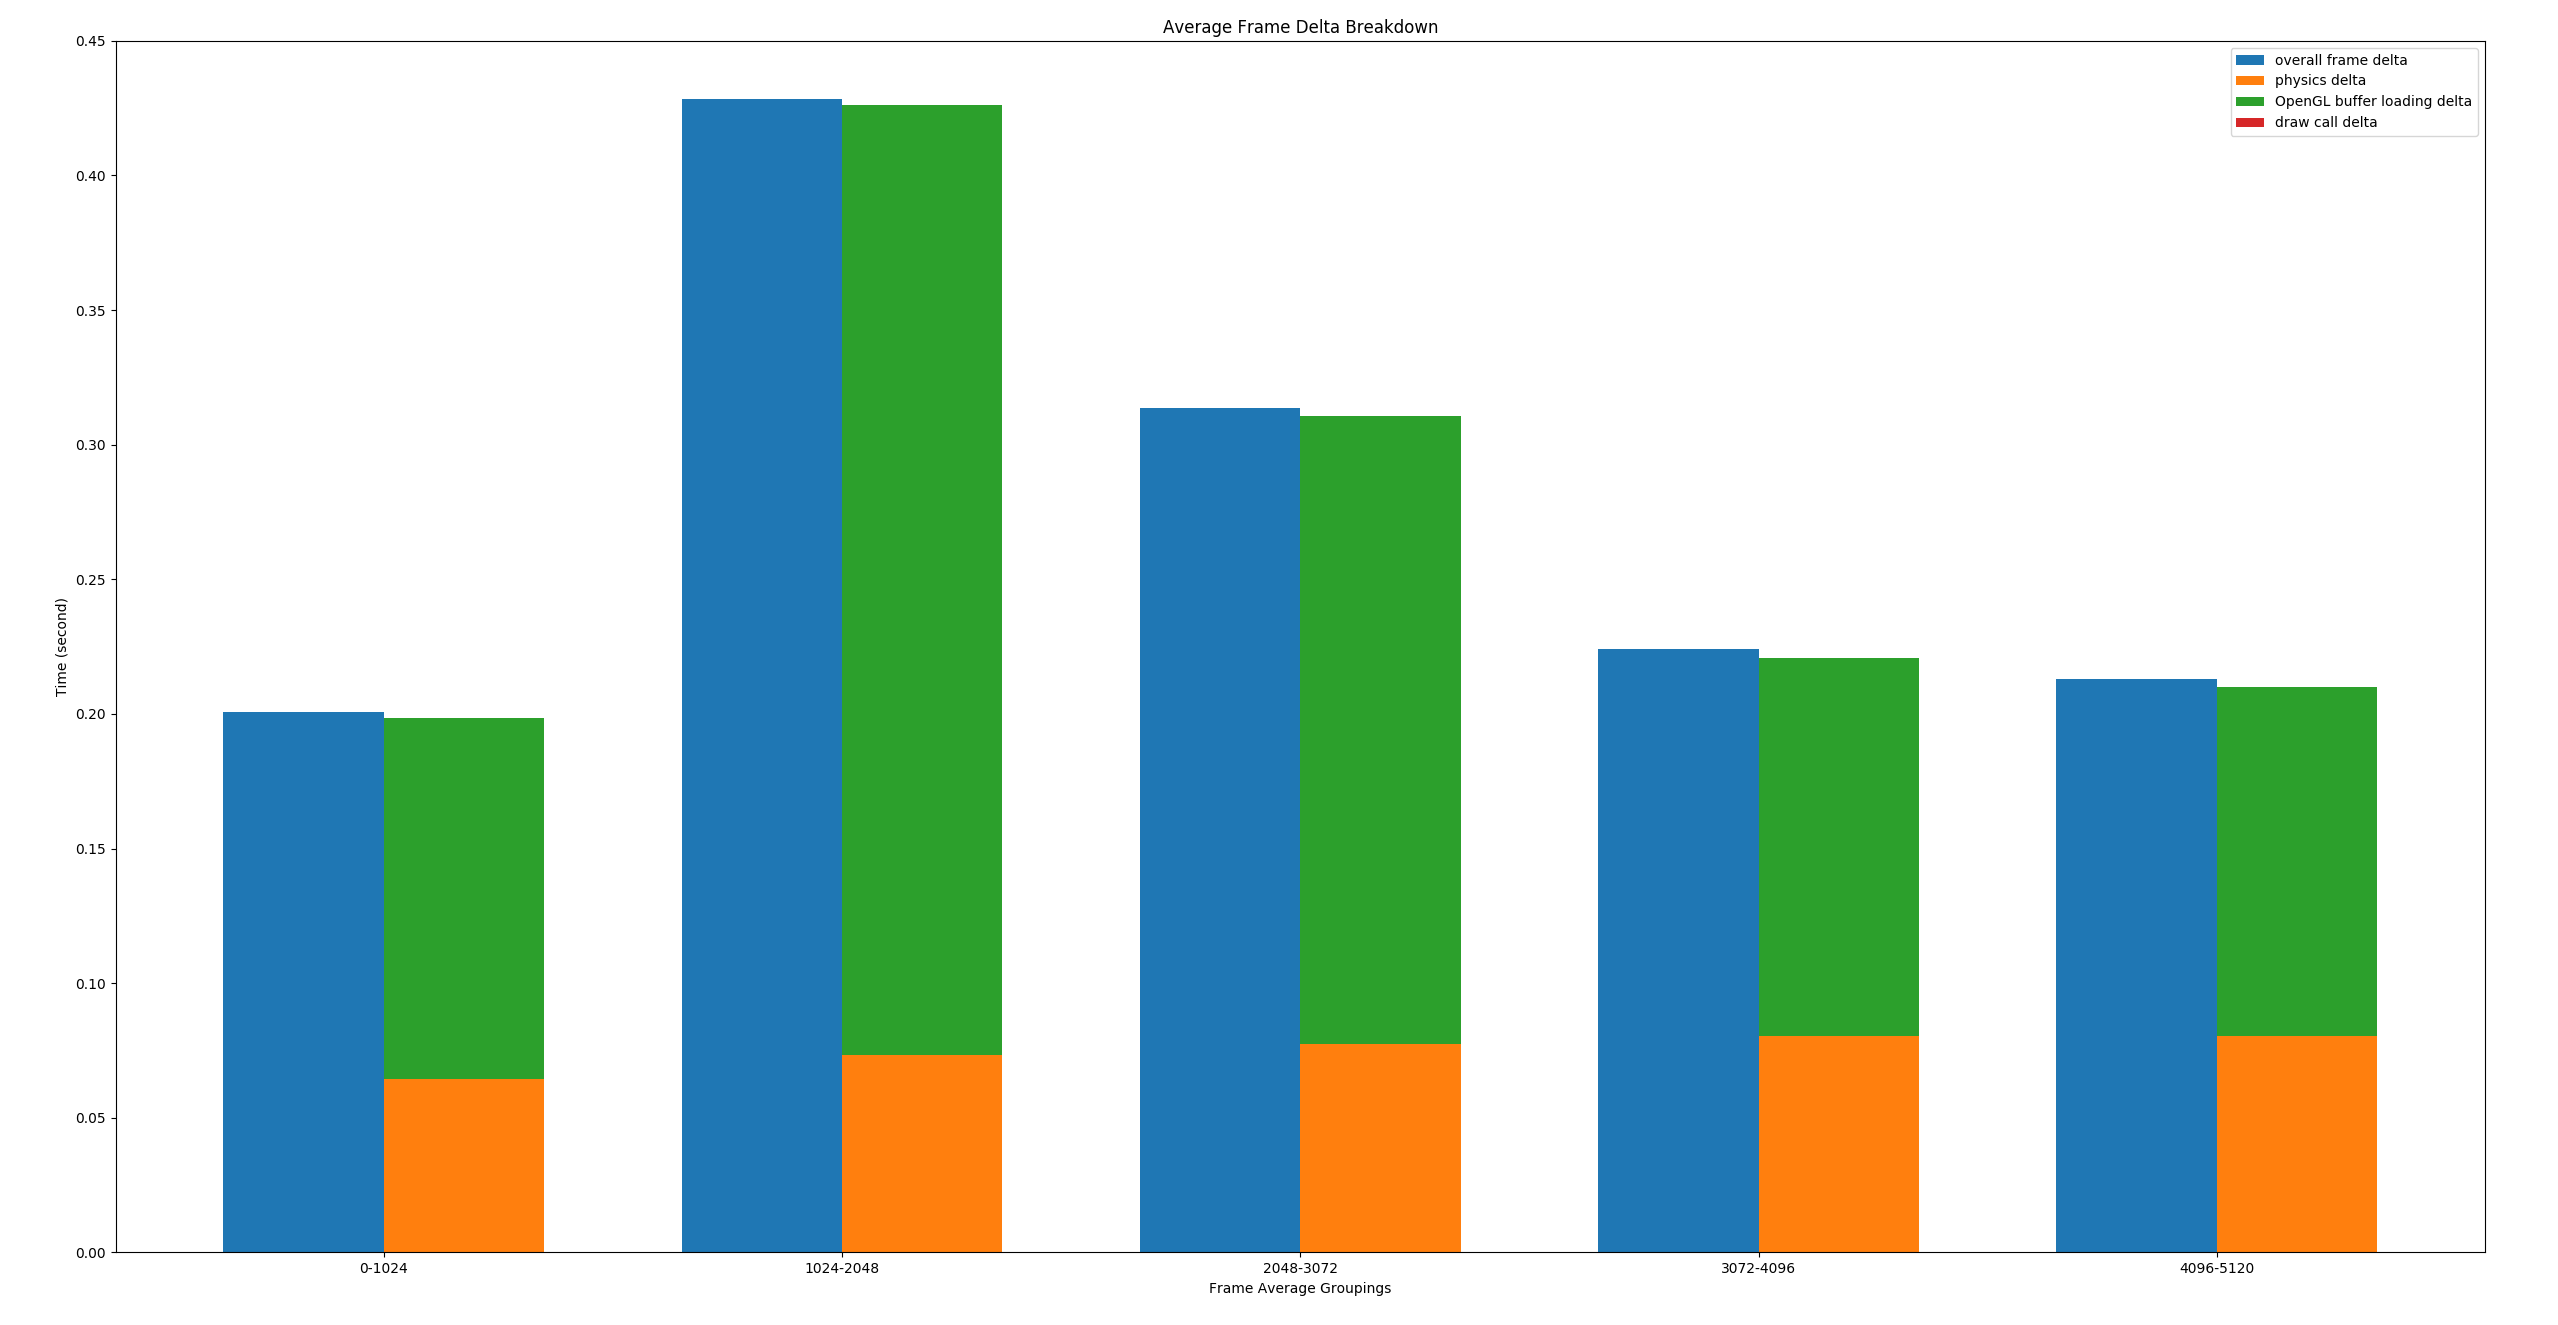 Average Frame Delta Breakdown
0.45
0.40
0.35
0.30
0.25
0.20
0.15
0.10
0.05
0.00
Time (second)
overall frame delta
physics delta
OpenGL buffer loading delta
draw call delta
0-1024 1024-2048 2048-3072 3072-4096 4096-5120
Frame Average Groupings